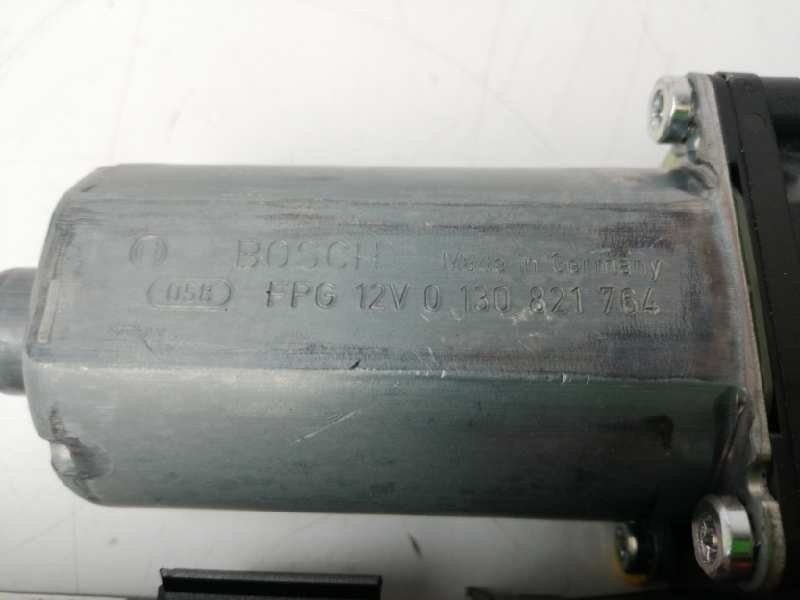 BOSCH Made in Germany
058 FPG 12V 0 130 821 764